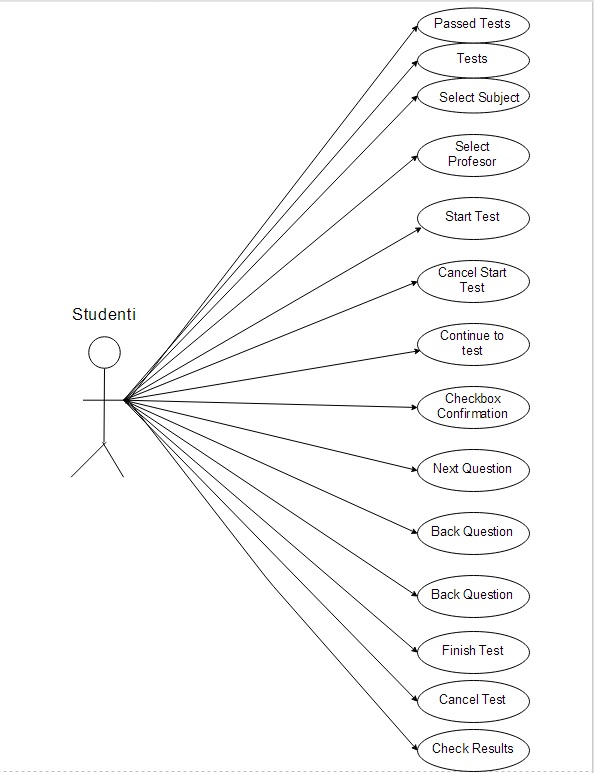 Passed Tests
Tests
Select Subject
Select
Profesor
Start Test
Cancel Start
Test
Studenti
Continue to
test
Checkbox
Confirmation
Next Question
Back Question
Back Question
Finish Test
Cancel Test
Check Results